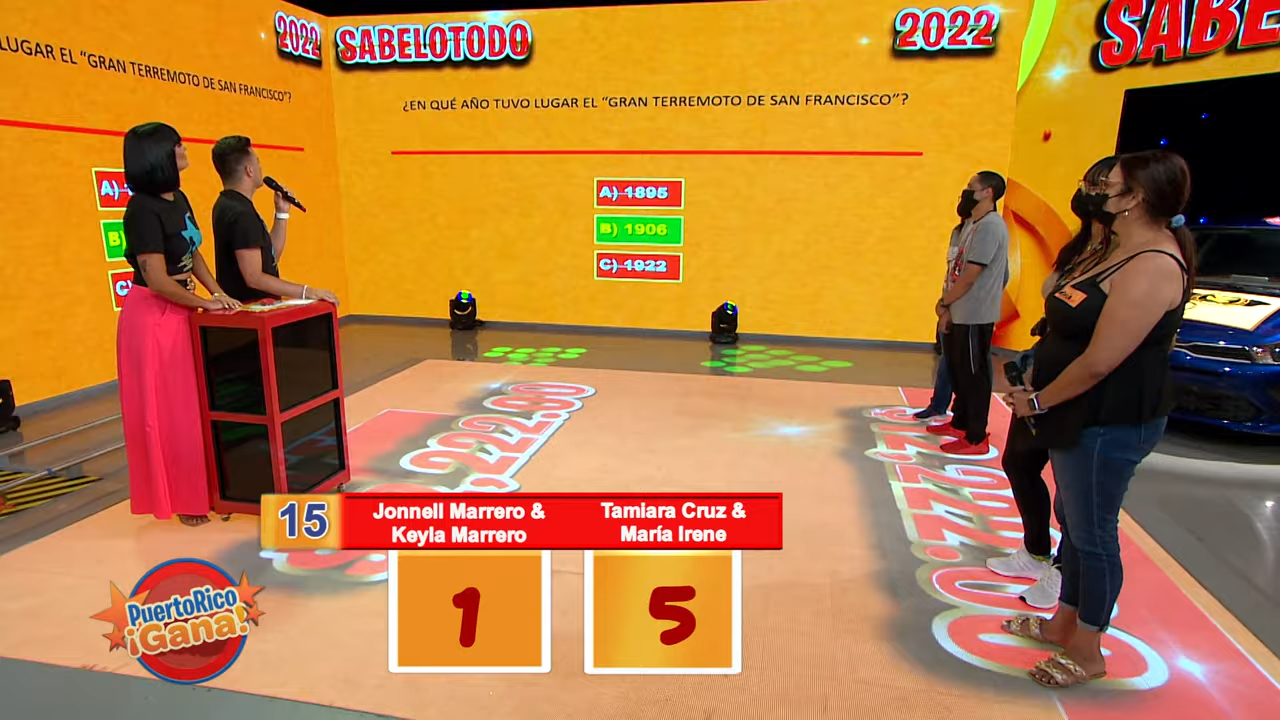 2022
SABELOTODO
2022
SABE
LUGAR EL “GRAN TERREMOTO DE SAN FRANCISCO”?
¿EN QUÉ AÑO TUVO LUGAR EL “GRAN TERREMOTO DE SAN FRANCISCO”?
A)
B)
C)
A) 1895
B) 1906
C) 1922
,222.00
15
Jonnell Marrero &
Keyla Marrero
Tamiara Cruz &
María Irene
1
5
PuertoRico
¡Gana!